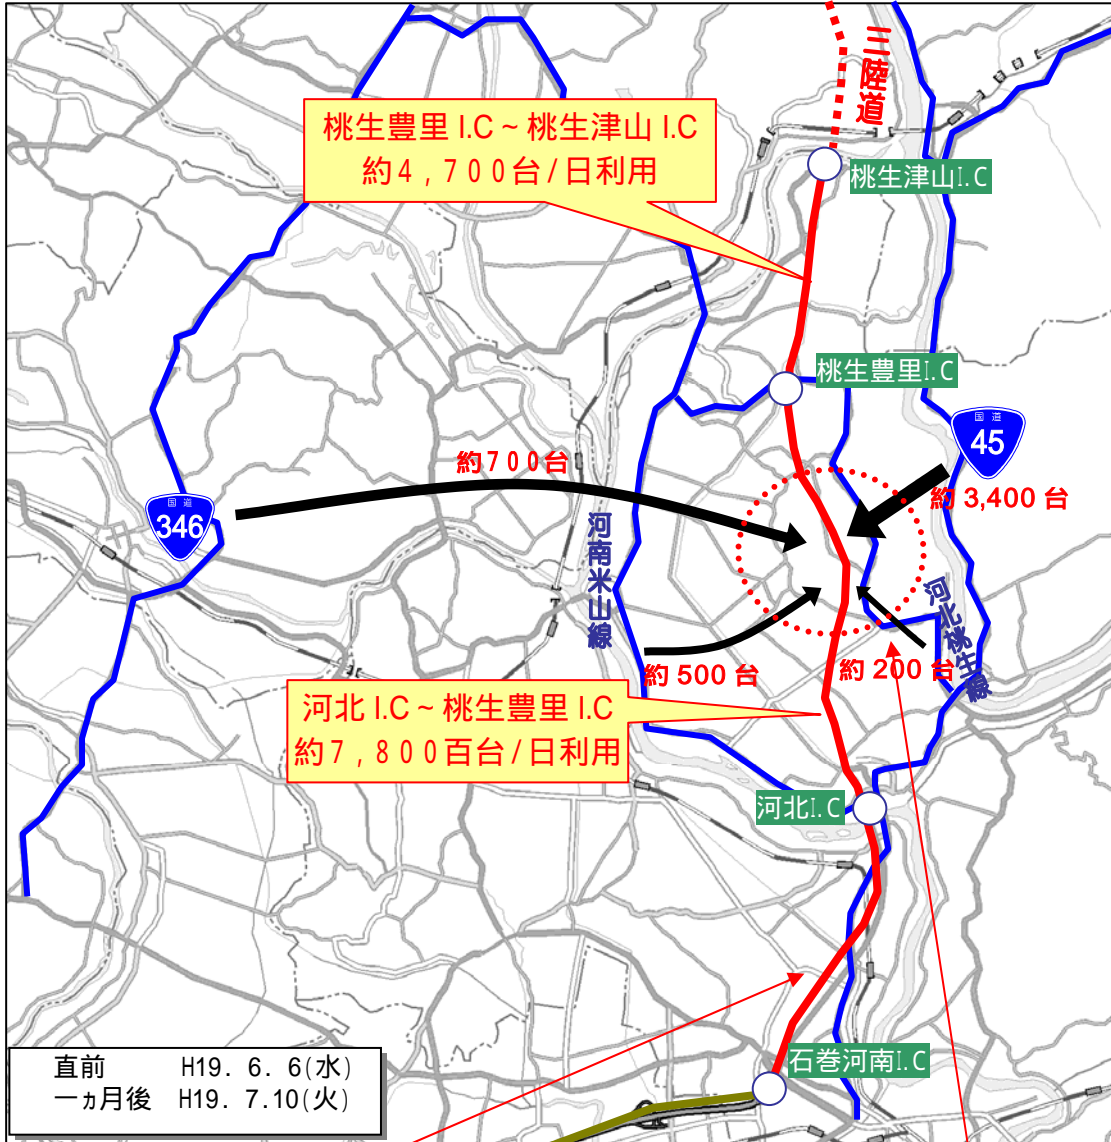 三陸道
桃生豊里 I.C ~ 桃生津山 I.C
約4,700台/日利用
桃生津山I.C
桃生豊里I.C
国道
45
約700台
約 3,400 台
国道
346
河南米山線
河北桃生線
約 500 台
約 200 台
河北 I.C ~ 桃生豊里 I.C
約7,800百台/日利用
河北I.C
石巻河南I.C
直前 H19. 6. 6(水)
一ヵ月後 H19. 7.10(火)